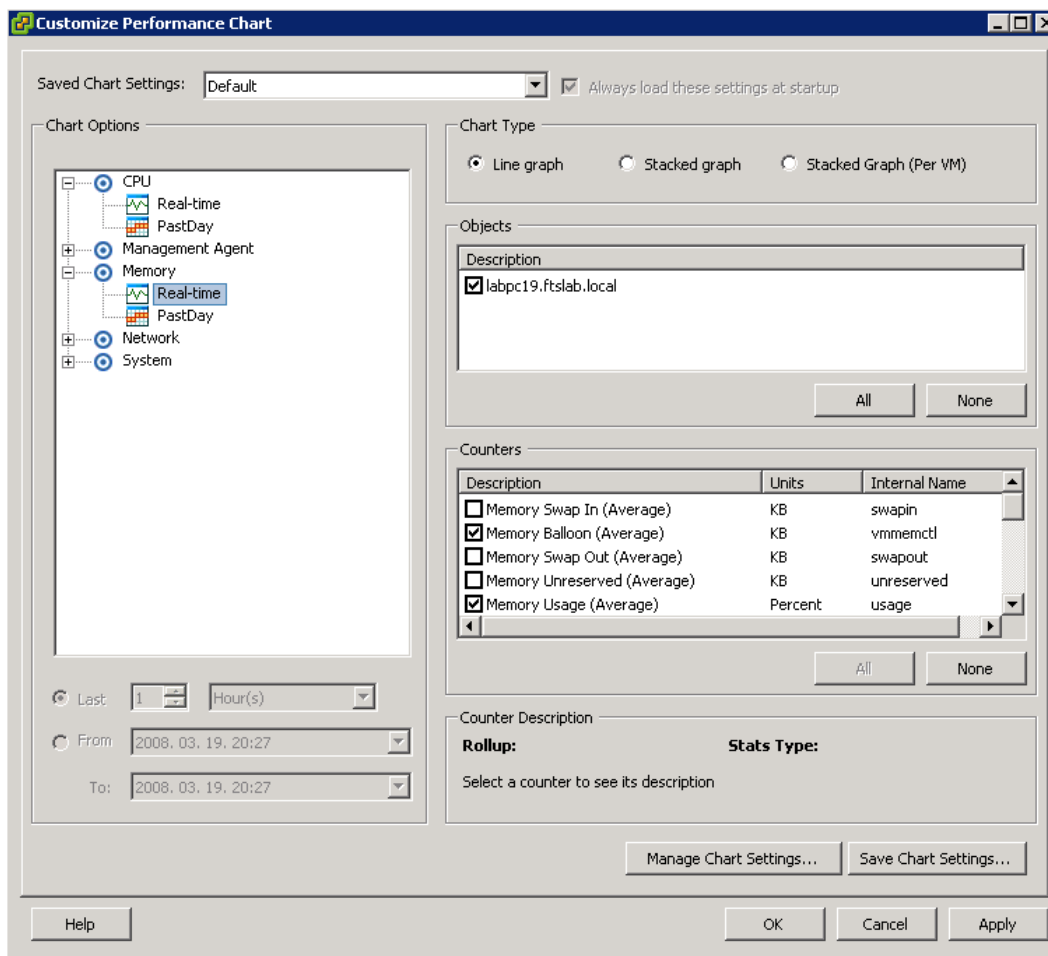 Customize Performance Chart
Saved Chart Settings: Default Always load these settings at startup
Chart Options
CPU
Real-time
PastDay
Management Agent
Memory
Real-time
PastDay
Network
System
Last 1 Hour(s)
From 2008. 03. 19. 20:27
To: 2008. 03. 19. 20:27
Chart Type
Line graph Stacked graph Stacked Graph (Per VM)
Objects
Description
labpc19.ftslab.local
All None
Counters
Description Units Internal Name
Memory Swap In (Average) KB swapin
Memory Balloon (Average) KB vmmemctl
Memory Swap Out (Average) KB swapout
Memory Unreserved (Average) KB unreserved
Memory Usage (Average) Percent usage
All None
Counter Description
Rollup: Stats Type:
Select a counter to see its description
Manage Chart Settings... Save Chart Settings...
Help OK Cancel Apply